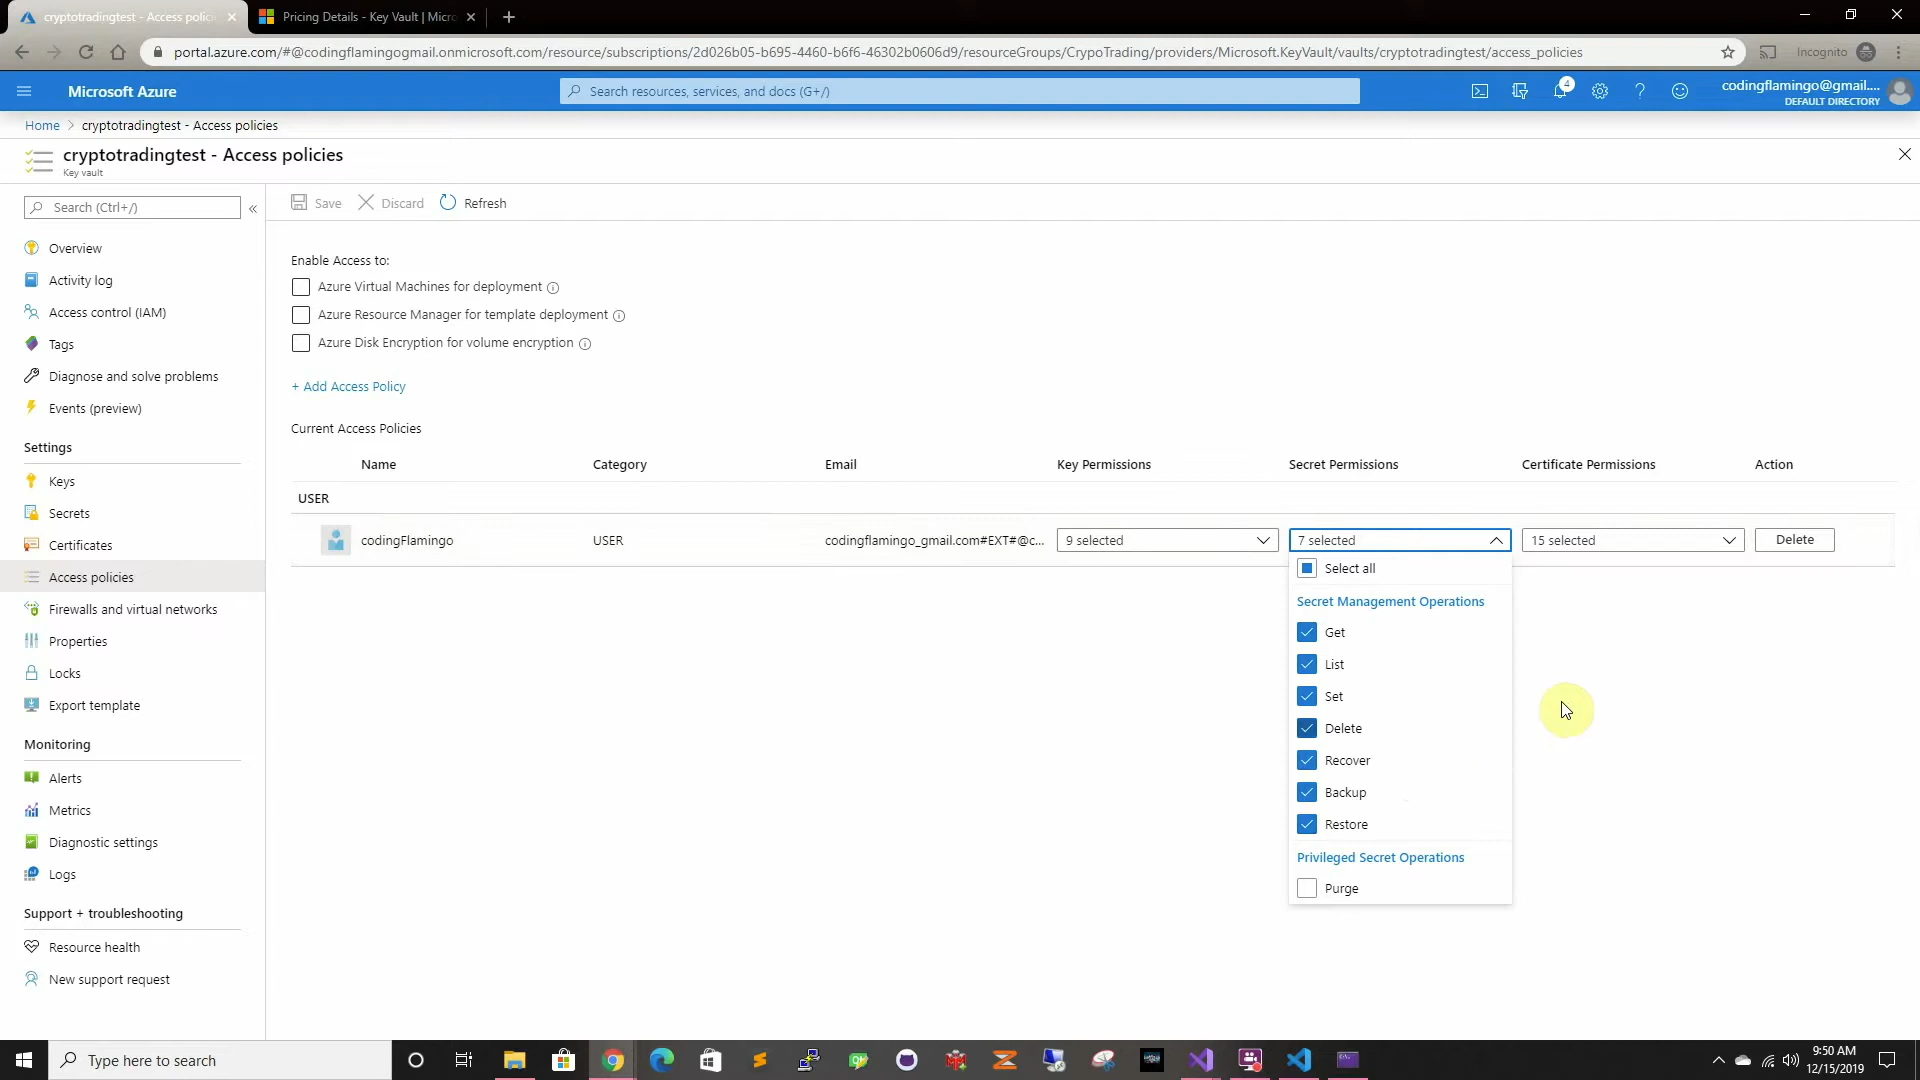 cryptotradingtest - Access polici
Pricing Details - Key Vault | Micro
portal.azure.com/#@codingflamingogmail.onmicrosoft.com/resource/subscriptions/2d026b05-b695-4460-b6f6-46302b0606d9/resourceGroups/CrypoTrading/providers/Microsoft.KeyVault/vaults/cryptotradingtest/access_policies
Incognito
Microsoft Azure
Search resources, services, and docs (G+/)
4
codingflamingo@gmail....
DEFAULT DIRECTORY
Home > cryptotradingtest - Access policies
cryptotradingtest - Access policies
Key vault
Search (Ctrl+/)
Save
Discard
Refresh
Overview
Activity log
Access control (IAM)
Tags
Diagnose and solve problems
Events (preview)
Settings
Keys
Secrets
Certificates
Access policies
Firewalls and virtual networks
Properties
Locks
Export template
Monitoring
Alerts
Metrics
Diagnostic settings
Logs
Support + troubleshooting
Resource health
New support request
Enable Access to:
Azure Virtual Machines for deployment
Azure Resource Manager for template deployment
Azure Disk Encryption for volume encryption
+ Add Access Policy
Current Access Policies
Name Category Email Key Permissions Secret Permissions Certificate Permissions Action
USER
codingFlamingo USER codingflamingo_gmail.com#EXT#@c... 9 selected 7 selected 15 selected Delete
Select all
Secret Management Operations
Get
List
Set
Delete
Recover
Backup
Restore
Privileged Secret Operations
Purge
Type here to search
9:50 AM
12/15/2019